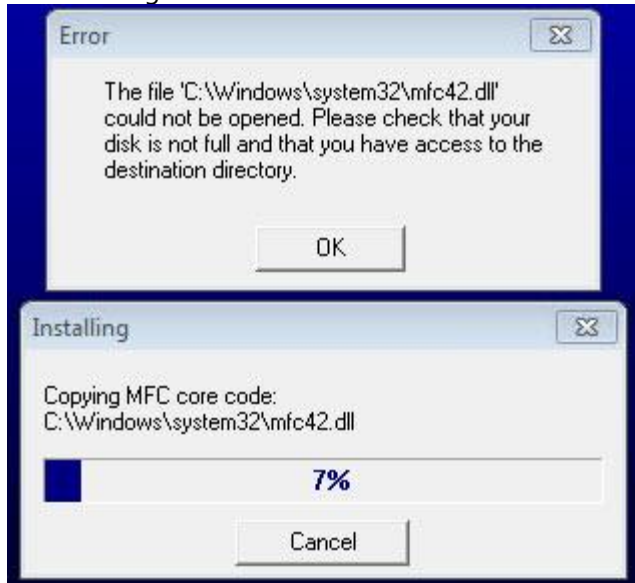 Error
The file 'C:\Windows\system32\mfc42.dll'
could not be opened. Please check that your
disk is not full and that you have access to the
destination directory.
OK
Installing
Copying MFC core code:
C:\Windows\system32\mfc42.dll
7%
Cancel